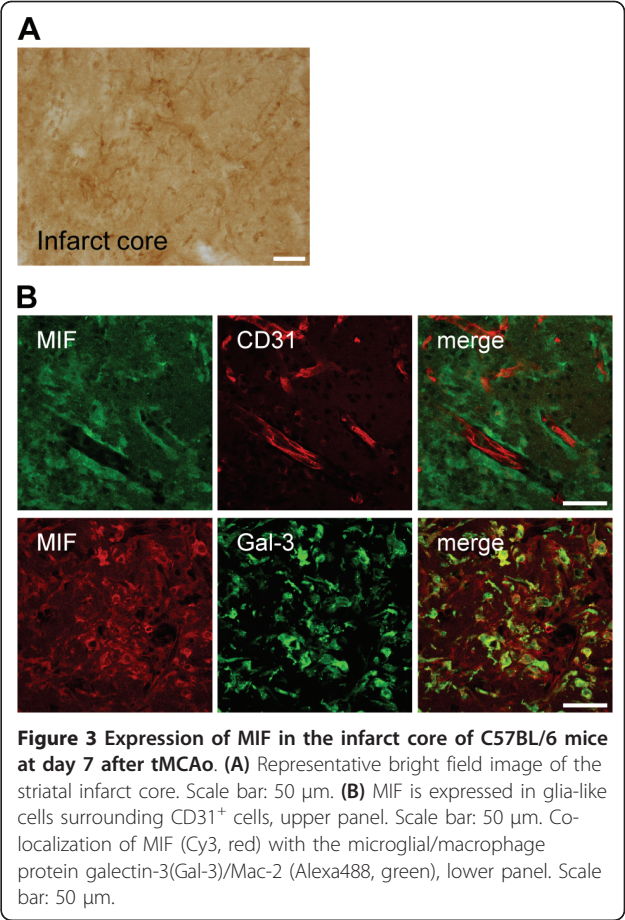 A
Infarct core
B
MIF CD31 merge
MIF Gal-3 merge
Figure 3 Expression of MIF in the infarct core of C57BL/6 mice
at day 7 after tMCAo. (A) Representative bright field image of the
striatal infarct core. Scale bar: 50 μm. (B) MIF is expressed in glia-like
cells surrounding CD31⁺ cells, upper panel. Scale bar: 50 μm. Co-
localization of MIF (Cy3, red) with the microglial/macrophage
protein galectin-3(Gal-3)/Mac-2 (Alexa488, green), lower panel. Scale
bar: 50 μm.